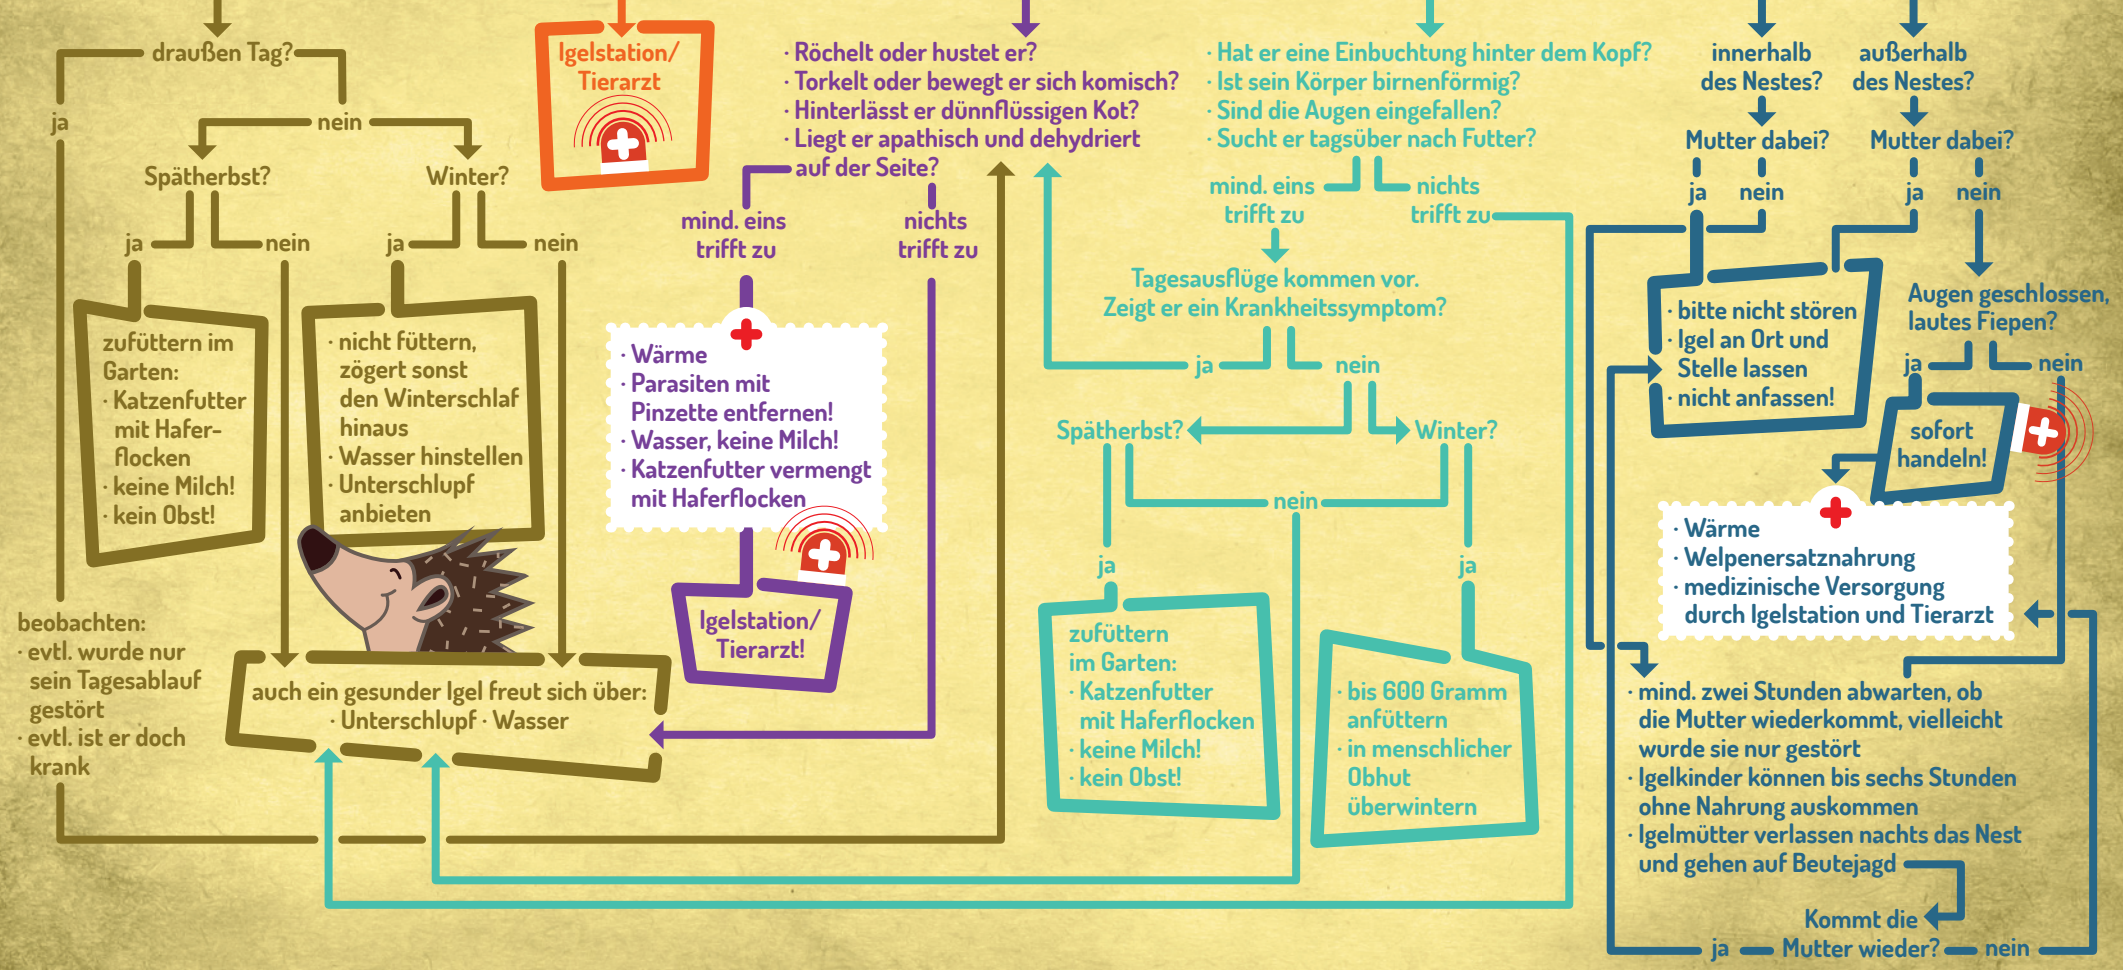 draußen Tag?
ja
nein
Spätherbst?
Winter?
ja
nein
ja
nein
zufüttern im
Garten:
· Katzenfutter
mit Hafer-
flocken
· keine Milch!
· kein Obst!
· nicht füttern,
zögert sonst
den Winterschlaf
hinaus
· Wasser hinstellen
· Unterschlupf
anbieten
beobachten:
· evtl. wurde nur
sein Tagesablauf
gestört
· evtl. ist er doch
krank
auch ein gesunder Igel freut sich über:
· Unterschlupf · Wasser
Igelstation/
Tierarzt
· Röchelt oder hustet er?
· Torkelt oder bewegt er sich komisch?
· Hinterlässt er dünnflüssigen Kot?
· Liegt er apathisch und dehydriert
auf der Seite?
mind. eins
trifft zu
nichts
trifft zu
· Wärme
· Parasiten mit
Pinzette entfernen!
· Wasser, keine Milch!
· Katzenfutter vermengt
mit Haferflocken
Igelstation/
Tierarzt!
· Hat er eine Einbuchtung hinter dem Kopf?
· Ist sein Körper birnenförmig?
· Sind die Augen eingefallen?
· Sucht er tagsüber nach Futter?
mind. eins
trifft zu
nichts
trifft zu
Tagesausflüge kommen vor.
Zeigt er ein Krankheitssymptom?
ja
nein
Spätherbst?
Winter?
nein
ja
ja
zufüttern
im Garten:
· Katzenfutter
mit Haferflocken
· keine Milch!
· kein Obst!
· bis 600 Gramm
anfüttern
· in menschlicher
Obhut
überwintern
innerhalb
des Nestes?
außerhalb
des Nestes?
Mutter dabei?
Mutter dabei?
ja
nein
ja
nein
· bitte nicht stören
· Igel an Ort und
Stelle lassen
· nicht anfassen!
Augen geschlossen,
lautes Fiepen?
ja
nein
sofort
handeln!
· Wärme
· Welpenersatznahrung
· medizinische Versorgung
durch Igelstation und Tierarzt
· mind. zwei Stunden abwarten, ob
die Mutter wiederkommt, vielleicht
wurde sie nur gestört
· Igelkinder können bis sechs Stunden
ohne Nahrung auskommen
· Igelmütter verlassen nachts das Nest
und gehen auf Beutejagd
Kommt die
Mutter wieder?
ja
nein